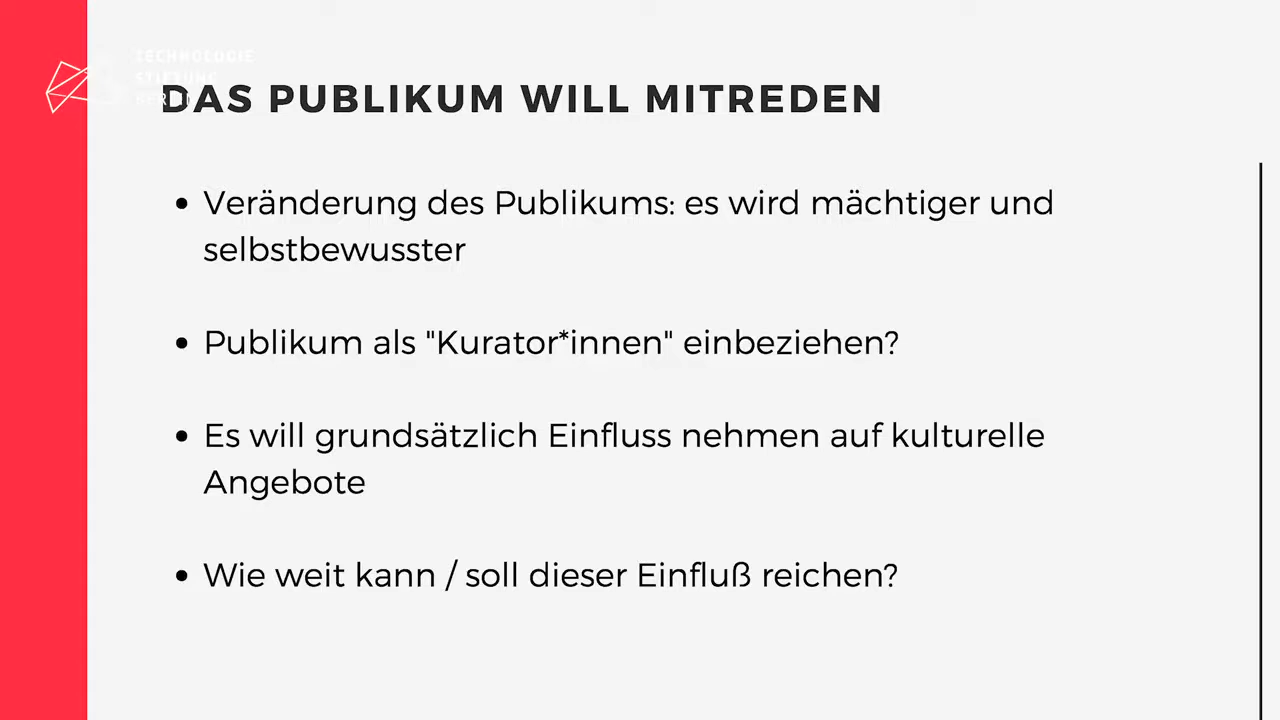 TECHNOLOGIE
STIFTUNG
BERLIN
DAS PUBLIKUM WILL MITREDEN
• Veränderung des Publikums: es wird mächtiger und
selbstbewusster
• Publikum als "Kurator*innen" einbeziehen?
• Es will grundsätzlich Einfluss nehmen auf kulturelle
Angebote
• Wie weit kann / soll dieser Einfluß reichen?